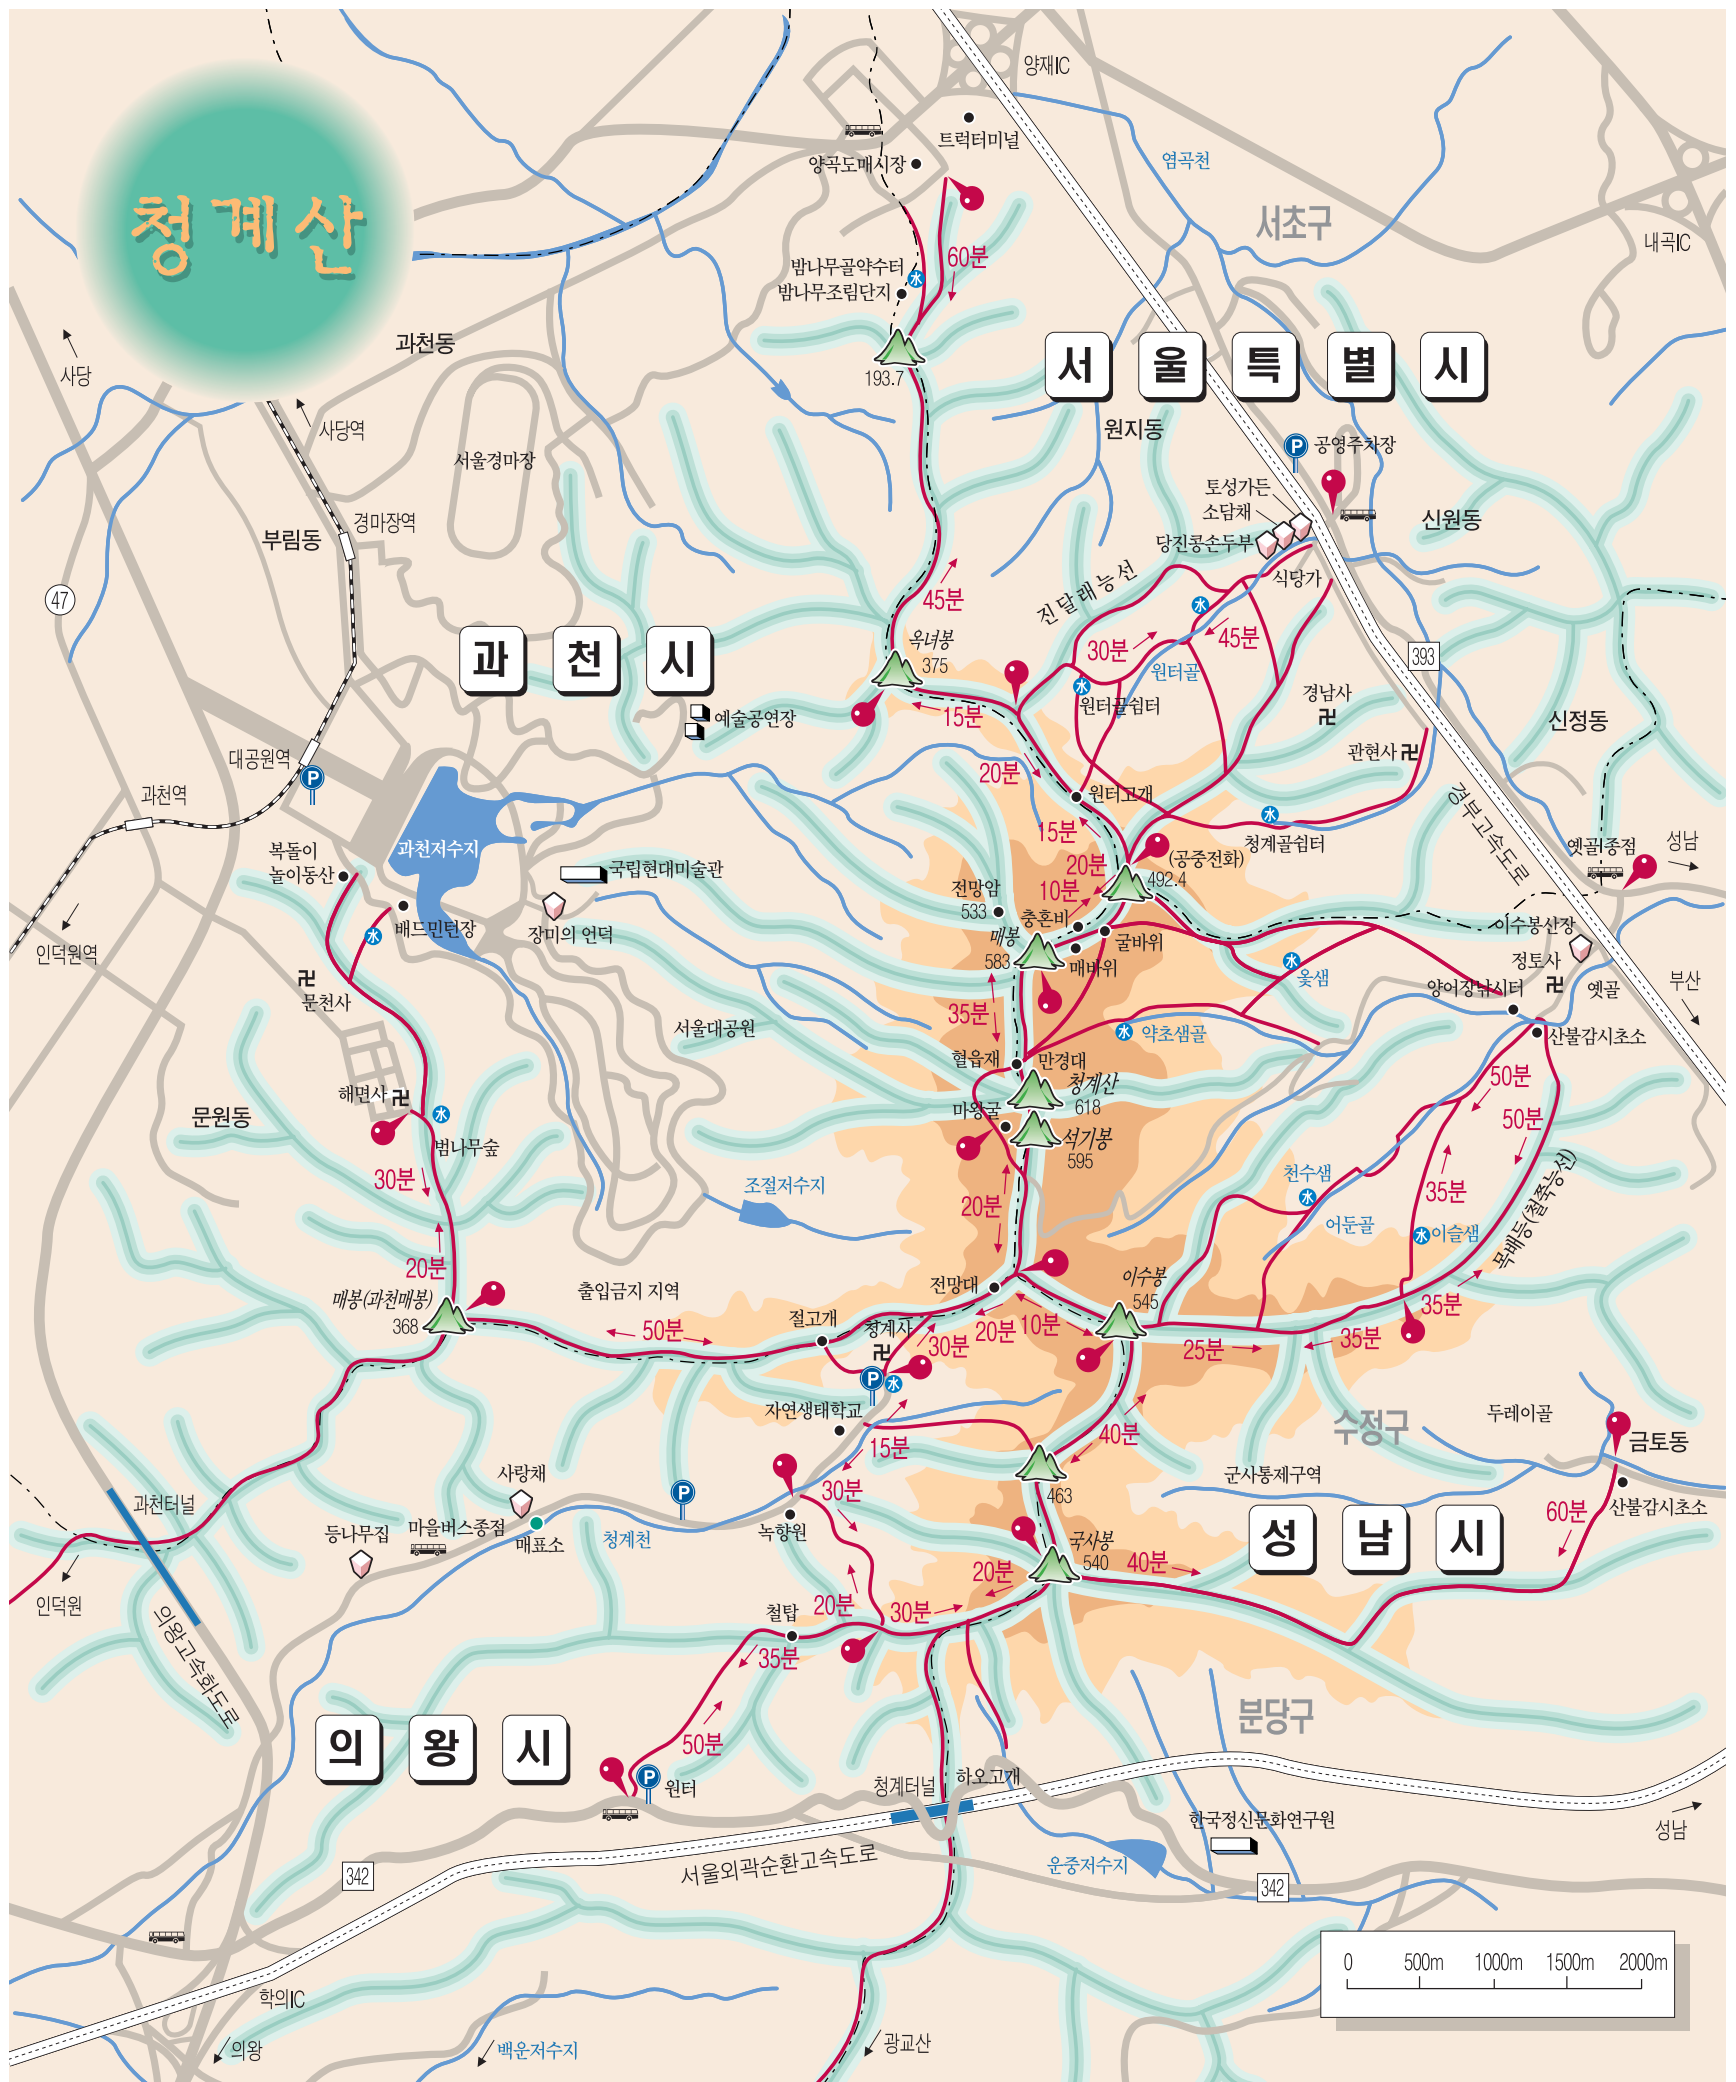 청계산
양재IC
트럭터미널
양곡도매시장
염곡천
서초구
내곡IC
60분
밤나무골약수터
밤나무조림단지
사당
과천동
193.7
서울특별시
사당역
원지동
서울경마장
P
공영주차장
토성가든
소담채
당진콩손두부
신원동
경마장역
부림동
식당가
47
진달래능선
45분
옥녀봉
375
30분
45분
원터골
393
과천시
원터골쉼터
경남사
예술공연장
15분
신정동
관현사
대공원역
P
20분
과천역
원터고개
경부고속도로
15분
청계골쉼터
옛골종점
성남
복돌이
놀이동산
과천저수지
국립현대미술관
20분
(공중전화)
492.4
10분
전망암
533
충혼비
배드민턴장
장미의 언덕
매봉
583
굴바위
매바위
이수봉산장
정토사
인덕원역
문천사
옻샘
양어장낚시터
옛골
부산
35분
서울대공원
약초샘골
산불감시초소
혈읍재
만경대
50분
청계산
618
해면사
마왕굴
문원동
석기봉
595
50분
범나무숲
30분
천수샘
조절저수지
35분
20분
어둔골
이슬샘
목배등(철쭉능선)
20분
전망대
이수봉
545
출입금지 지역
매봉(과천매봉)
368
절고개
35분
50분
청계사
30분
20분
10분
25분
35분
P
자연생태학교
수정구
두레이골
금토동
40분
15분
군사통제구역
463
사랑채
P
30분
산불감시초소
과천터널
60분
등나무집
마을버스종점
매표소
청계천
녹향원
성남시
국사봉
540
40분
20분
인덕원
20분
30분
철탑
35분
의왕고속화도로
분당구
의왕시
50분
P
원터
청계터널
하오고개
한국정신문화연구원
성남
서울외곽순환고속도로
운중저수지
342
342
0 500m 1000m 1500m 2000m
학의IC
의왕
백운저수지
광교산